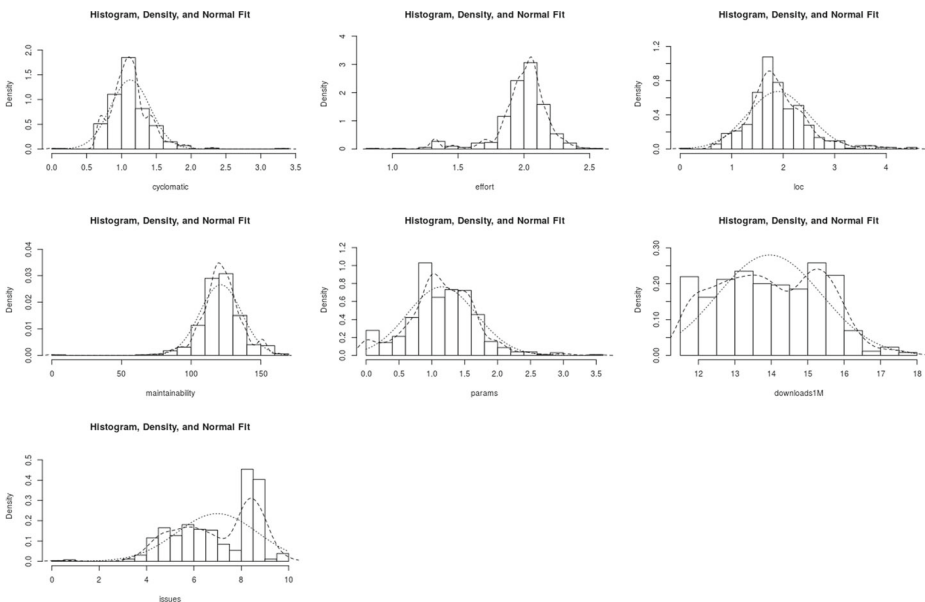 Histogram, Density, and Normal Fit
Density
0.0 0.5 1.0 1.5 2.0
0.0 0.5 1.0 1.5 2.0 2.5 3.0 3.5
cyclomatic
Histogram, Density, and Normal Fit
Density
0 1 2 3 4
1.0 1.5 2.0 2.5
effort
Histogram, Density, and Normal Fit
Density
0.0 0.4 0.8 1.2
0 1 2 3 4
loc
Histogram, Density, and Normal Fit
Density
0.00 0.01 0.02 0.03 0.04
0 50 100 150
maintainability
Histogram, Density, and Normal Fit
Density
0.0 0.2 0.4 0.6 0.8 1.0 1.2
0.0 0.5 1.0 1.5 2.0 2.5 3.0 3.5
params
Histogram, Density, and Normal Fit
Density
0.00 0.10 0.20 0.30
12 13 14 15 16 17 18
downloads1M
Histogram, Density, and Normal Fit
Density
0.0 0.1 0.2 0.3 0.4 0.5
0 2 4 6 8 10
issues